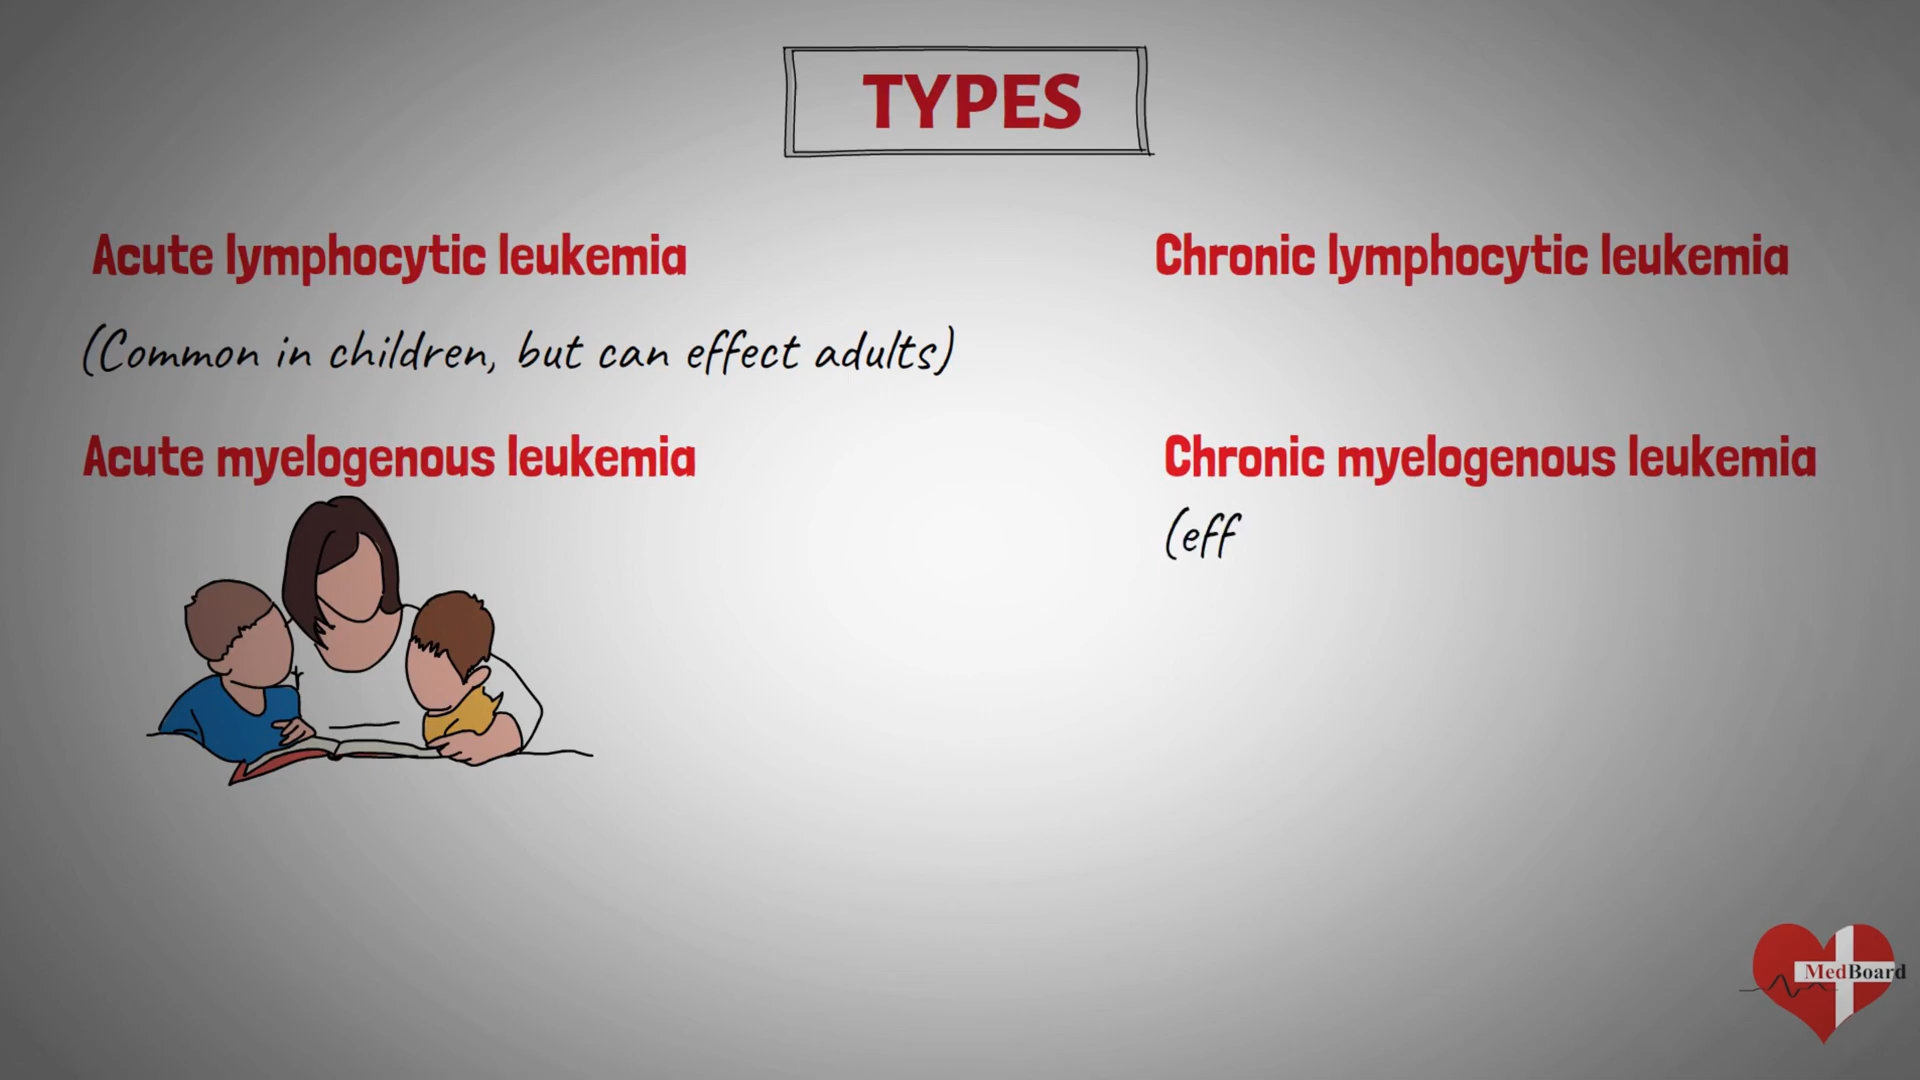 TYPES
Acute lymphocytic leukemia
Chronic lymphocytic leukemia
(Common in children, but can effect adults)
Acute myelogenous leukemia
Chronic myelogenous leukemia
(eff
MedBoard